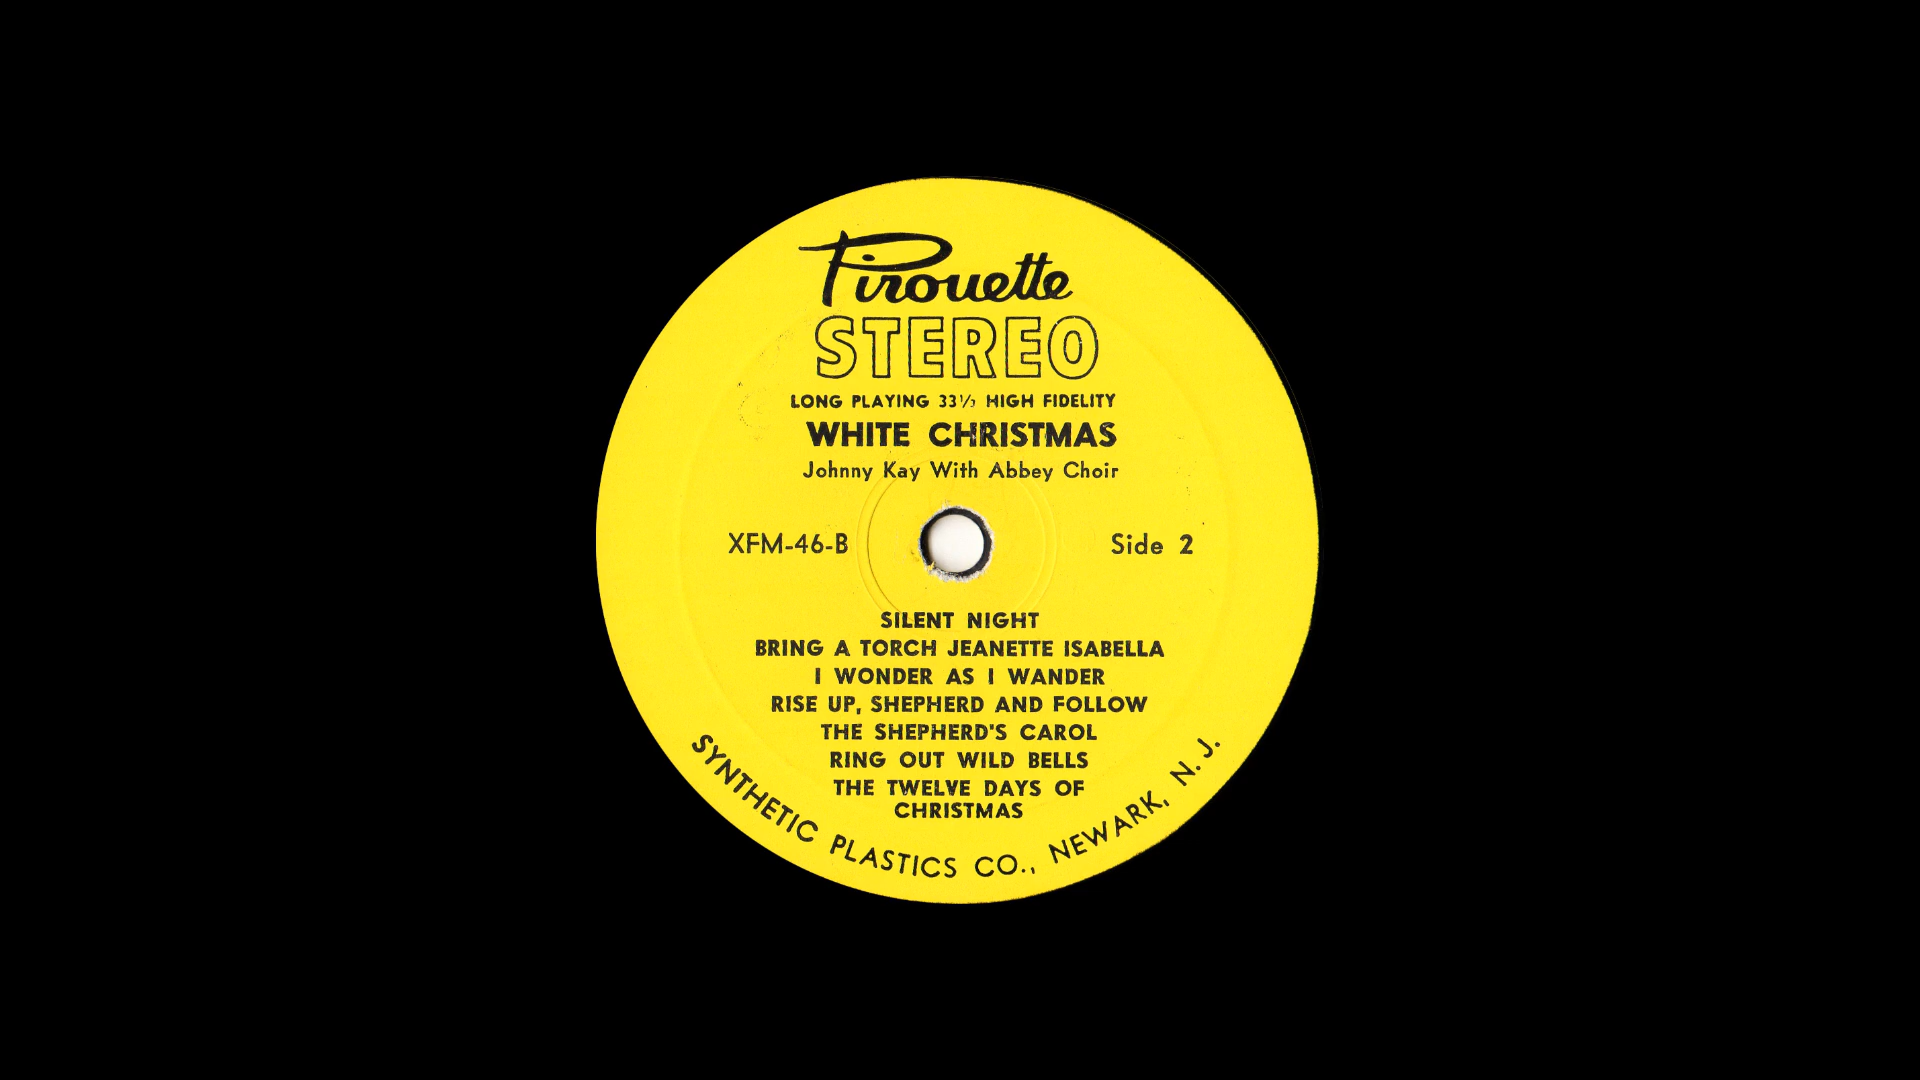 Pirouette
STEREO
LONG PLAYING 33⅓ HIGH FIDELITY
WHITE CHRISTMAS
Johnny Kay With Abbey Choir
XFM-46-B
Side 2
SILENT NIGHT
BRING A TORCH JEANETTE ISABELLA
I WONDER AS I WANDER
RISE UP, SHEPHERD AND FOLLOW
THE SHEPHERD'S CAROL
RING OUT WILD BELLS
THE TWELVE DAYS OF
CHRISTMAS
SYNTHETIC PLASTICS CO., NEWARK, N. J.